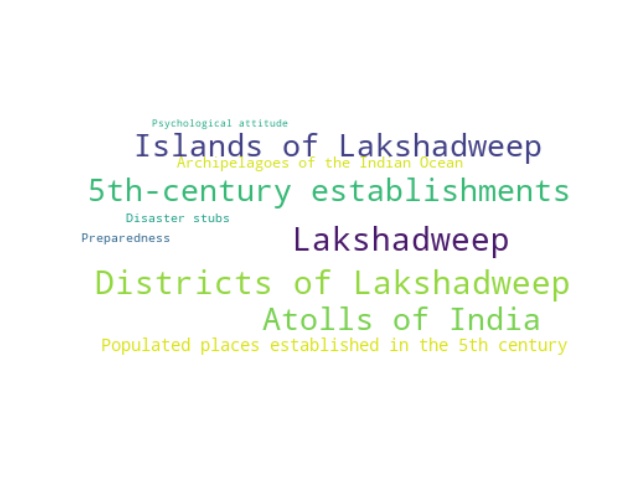 Psychological attitude
Islands of Lakshadweep
Archipelagoes of the Indian Ocean
5th-century establishments
Disaster stubs
Preparedness
Lakshadweep
Districts of Lakshadweep
Atolls of India
Populated places established in the 5th century